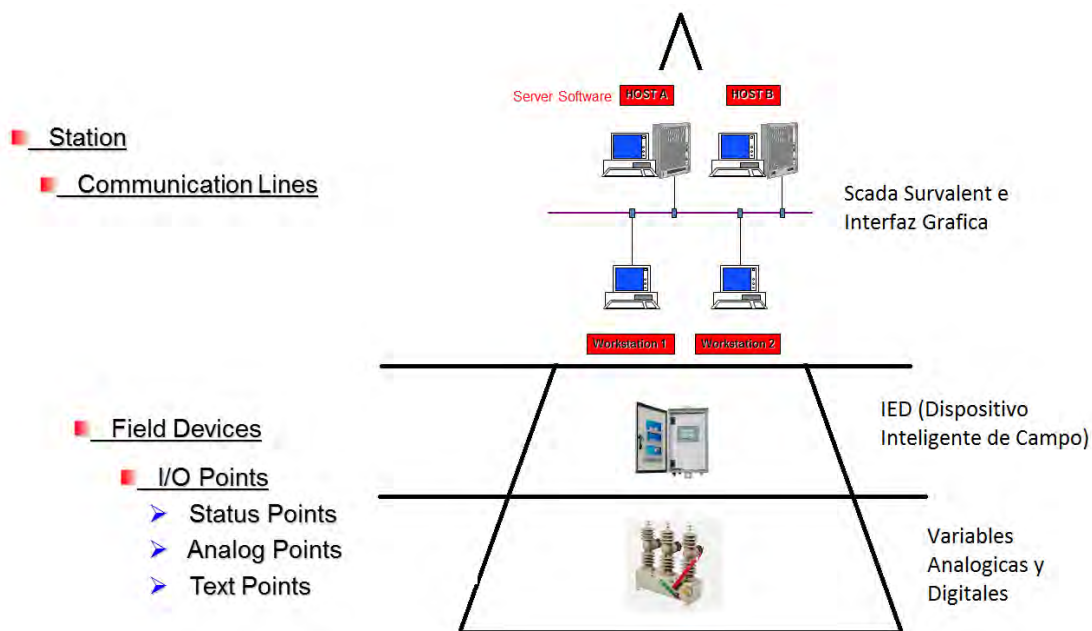 Server Software
HOST A
HOST B
Station
Communication Lines
Scada Survalent e
Interfaz Grafica
Workstation 1
Workstation 2
Field Devices
I/O Points
Status Points
Analog Points
Text Points
IED (Dispositivo
Inteligente de Campo)
Variables
Analogicas y
Digitales